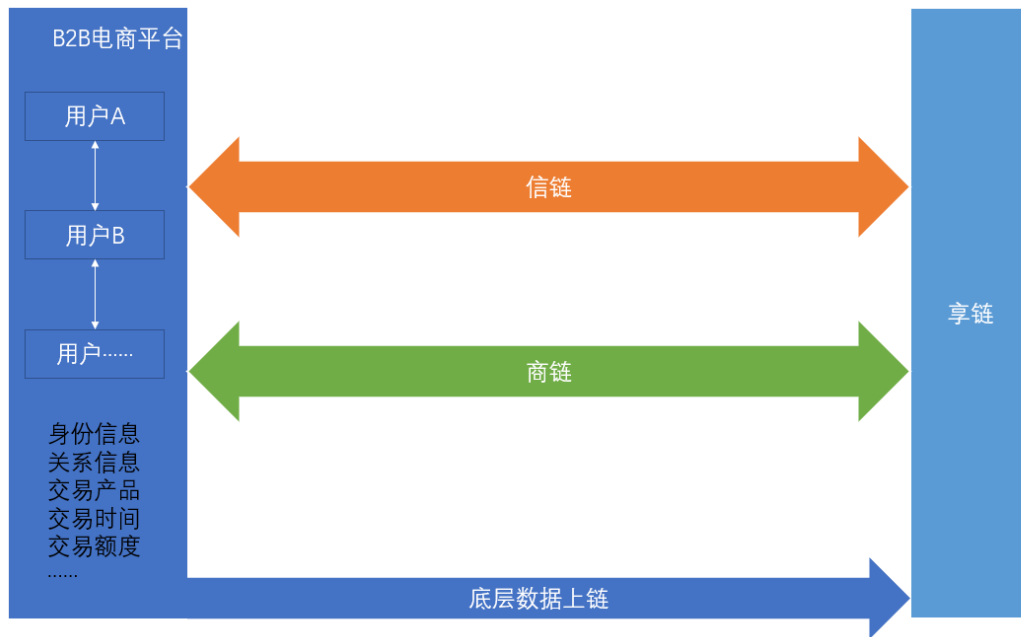 B2B电商平台
用户A
用户B
用户……
身份信息
关系信息
交易产品
交易时间
交易额度
……
信链
商链
底层数据上链
享链